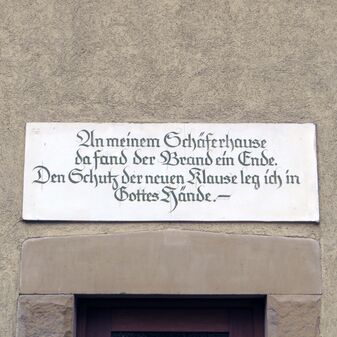 An meinem Schäferhause
da fand der Brand ein Ende.
Den Schutz der neuen Klause leg ich in
Gottes Hände.—